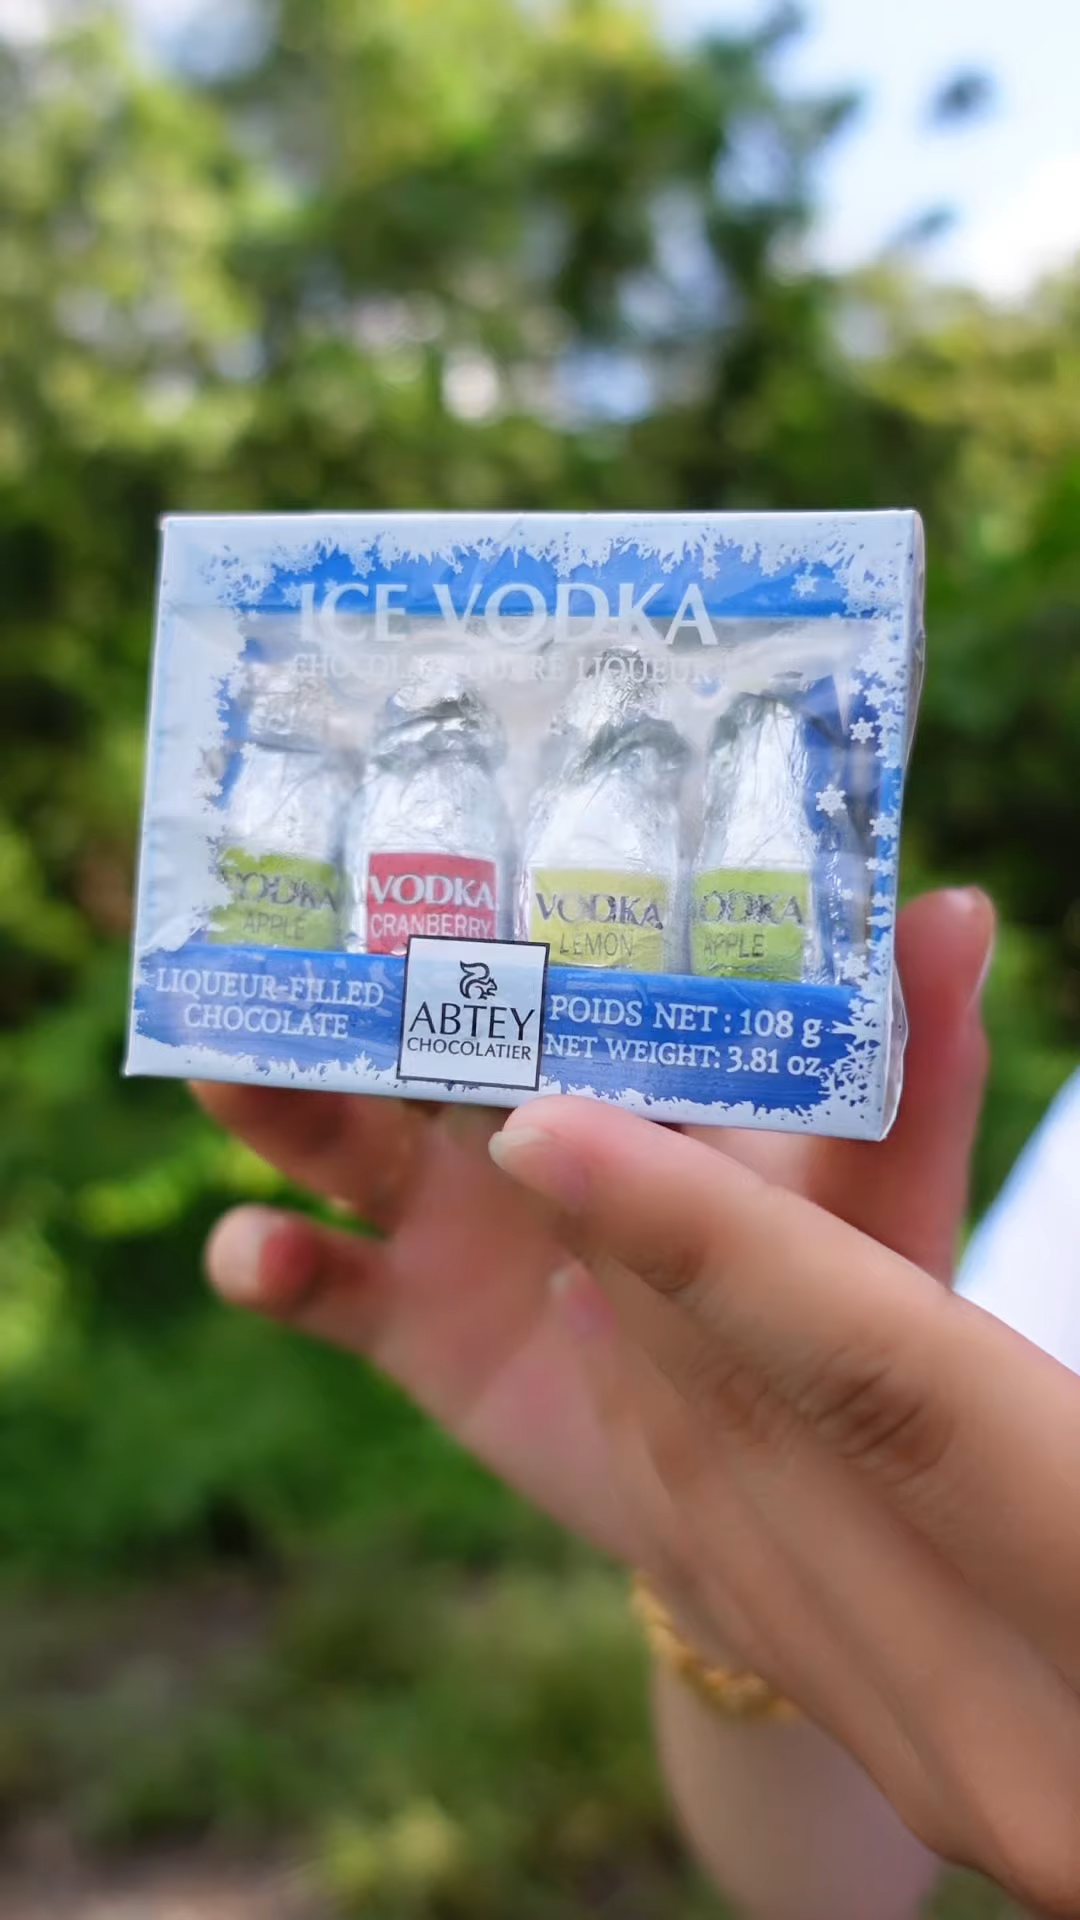 ICE VODKA
LIQUEUR
VODKA
APPLE
VODKA
CRANBERRY
VODKA
LEMON
ODKA
APPLE
LIQUEUR-FILLED
CHOCOLATE
ABTEY
CHOCOLATIER
POIDS NET : 108 g
NET WEIGHT: 3.81 oz